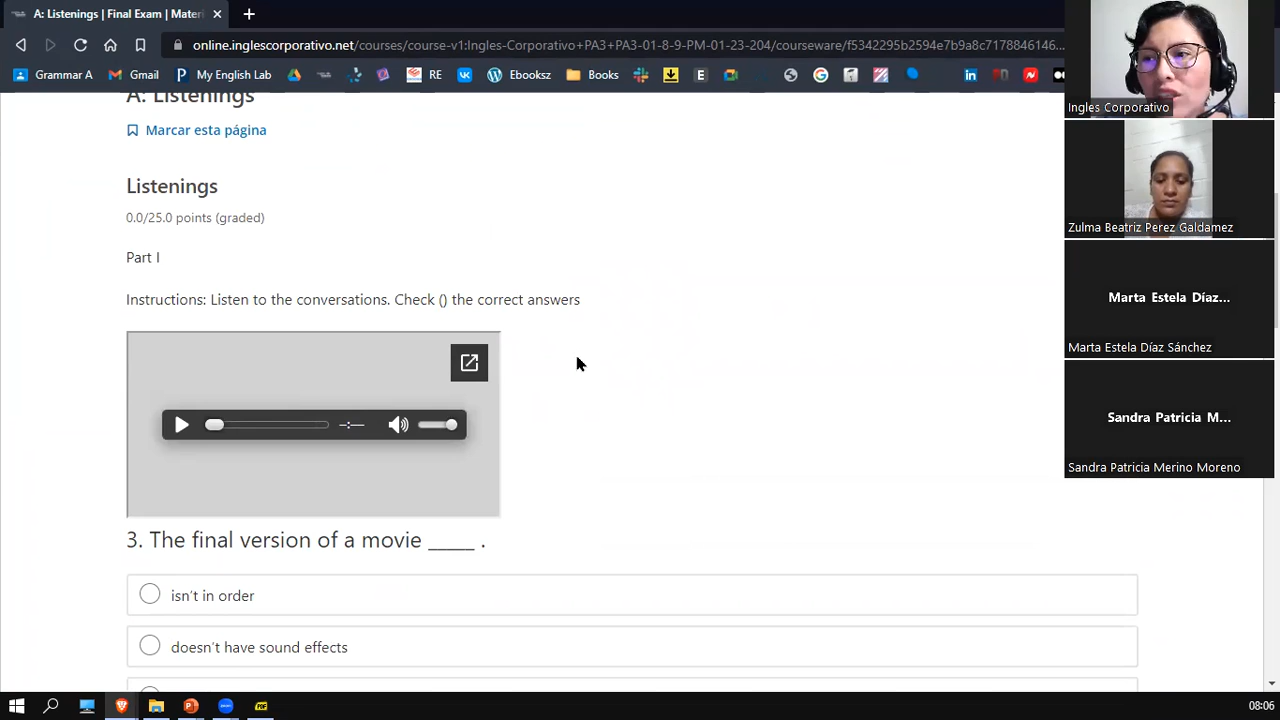 A: Listenings | Final Exam | Materi
online.inglescorporativo.net/courses/course-v1:Ingles-Corporativo+PA3+PA3-01-8-9-PM-01-23-204/courseware/f5342295b2594e7b9a8c7178846146...
Grammar A
Gmail
My English Lab
RE
Ebooksz
Books
A: Listenings
Marcar esta página
Listenings
0.0/25.0 points (graded)
Part I
Instructions: Listen to the conversations. Check () the correct answers
-:--
3. The final version of a movie _____ .
isn't in order
doesn't have sound effects
Ingles Corporativo
Zulma Beatriz Perez Galdamez
Marta Estela Díaz...
Marta Estela Díaz Sánchez
Sandra Patricia M...
Sandra Patricia Merino Moreno
08:06